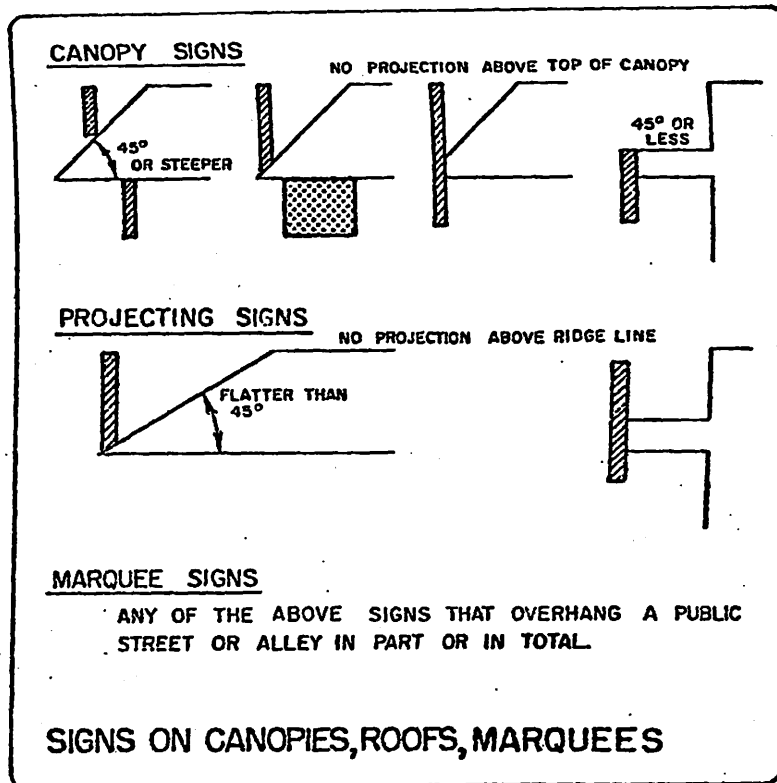 CANOPY SIGNS
NO PROJECTION ABOVE TOP OF CANOPY
45°
OR STEEPER
45° OR
LESS
PROJECTING SIGNS
NO PROJECTION ABOVE RIDGE LINE
FLATTER THAN
45°
MARQUEE SIGNS
ANY OF THE ABOVE SIGNS THAT OVERHANG A PUBLIC
STREET OR ALLEY IN PART OR IN TOTAL.
SIGNS ON CANOPIES, ROOFS, MARQUEES